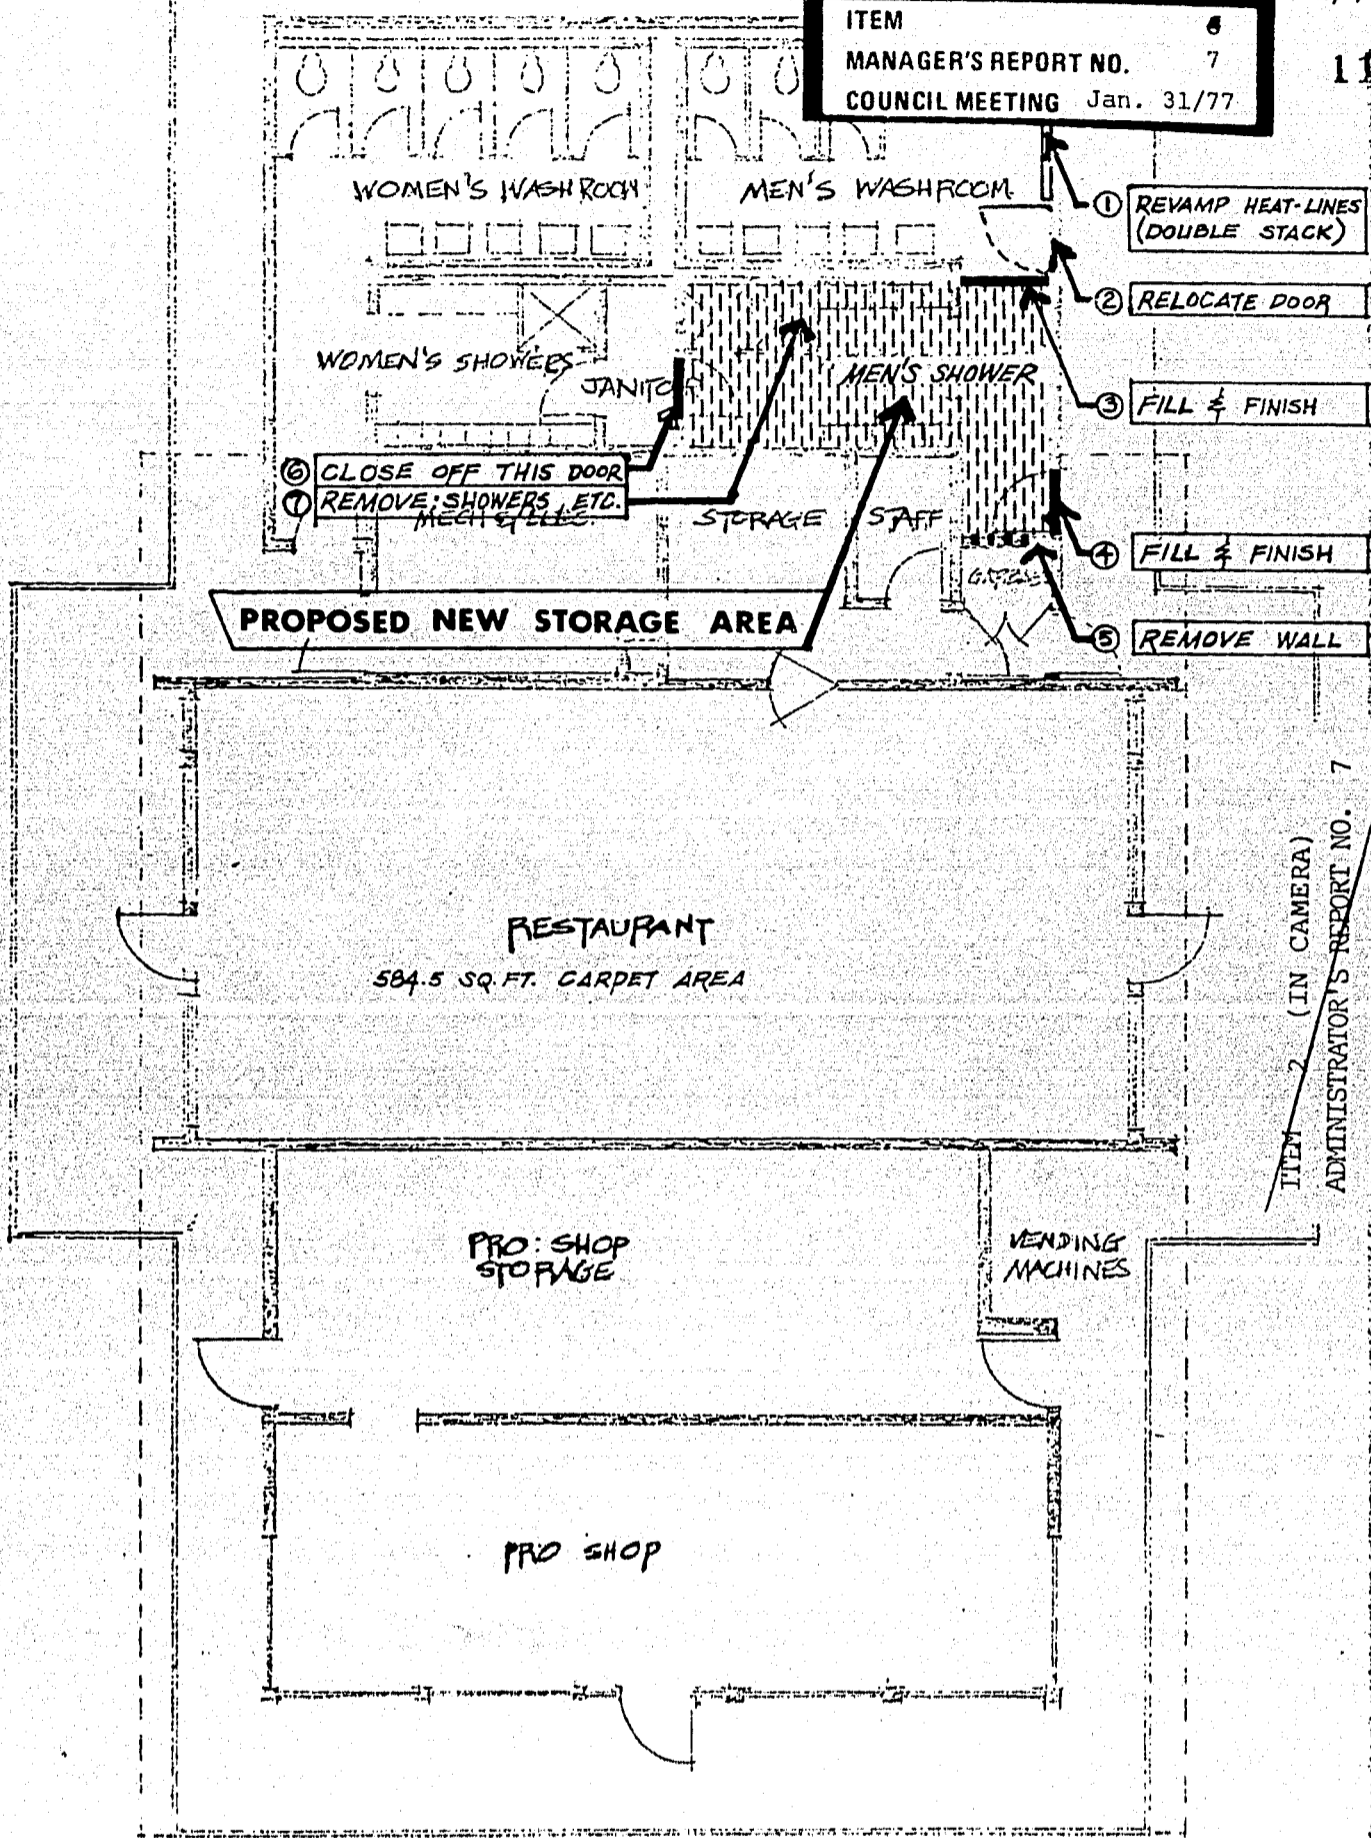 ITEM
MANAGER'S REPORT NO. 7
COUNCIL MEETING Jan. 31/77
11
WOMEN'S WASHROOM
MEN'S WASHROOM
① REVAMP HEAT-LINES
(DOUBLE STACK)
② RELOCATE DOOR
WOMEN'S SHOWERS
JANITOR
MEN'S SHOWER
③ FILL & FINISH
⑥ CLOSE OFF THIS DOOR
⑦ REMOVE: SHOWERS, ETC.
MECH & ELEC.
STORAGE
STAFF
④ FILL & FINISH
PROPOSED NEW STORAGE AREA
⑤ REMOVE WALL
RESTAURANT
584.5 SQ. FT. CARPET AREA
ITEM 2 (IN CAMERA)
ADMINISTRATOR'S REPORT NO. 7
PRO: SHOP
STORAGE
VENDING
MACHINES
PRO SHOP